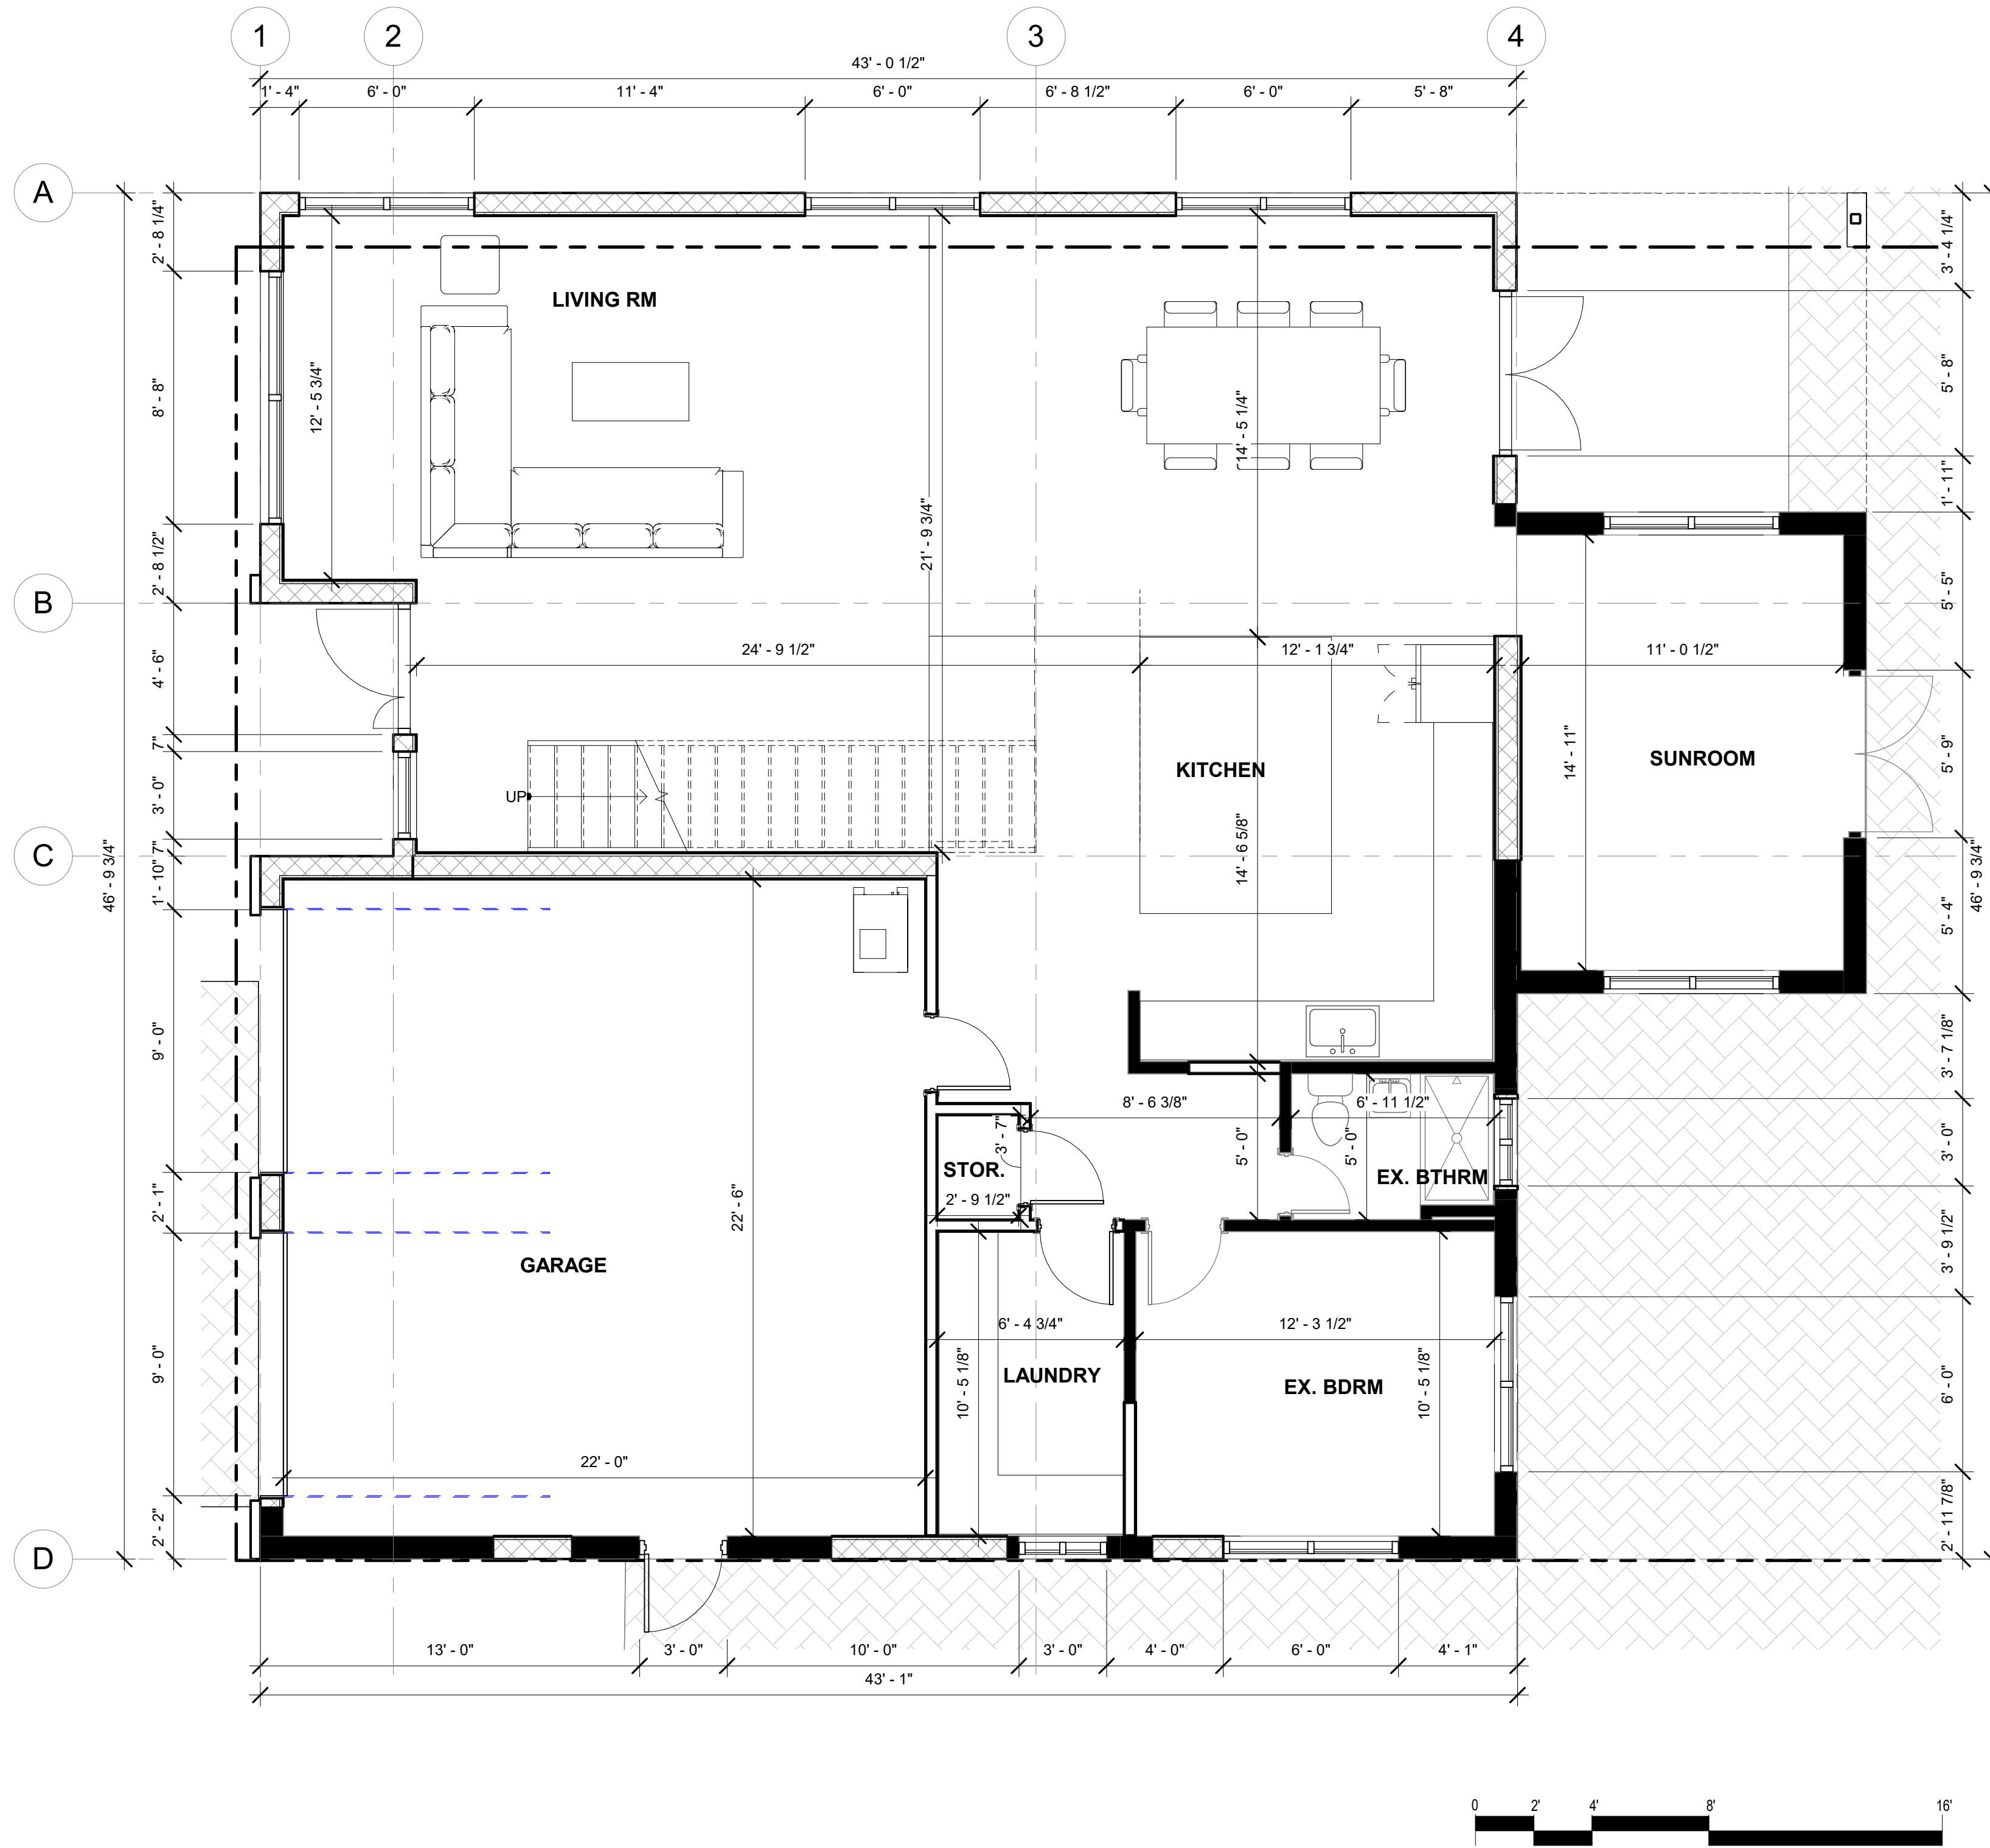 1 2 3 4
43' - 0 1/2"
1' - 4" 6' - 0" 11' - 4" 6' - 0" 6' - 8 1/2" 6' - 0" 5' - 8"
A
2' - 8 1/4"
3' - 4 1/4"
LIVING RM
8' - 8"
12' - 5 3/4"
14' - 5 1/4"
5' - 8"
1' - 11"
21' - 9 3/4"
2' - 8 1/2"
5' - 5"
B
4' - 6"
24' - 9 1/2" 12' - 1 3/4" 11' - 0 1/2"
7"
3' - 0"
UP
KITCHEN
14' - 11"
SUNROOM
5' - 9"
7"
C
46' - 9 3/4"
1' - 10"
14' - 6 5/8"
5' - 4"
46' - 9 3/4"
9' - 0"
3' - 7 1/8"
8' - 6 3/8" 6' - 11 1/2"
3' - 7"
5' - 0"
5' - 0"
3' - 0"
STOR.
EX. BTHRM
2' - 9 1/2"
2' - 1"
22' - 6"
3' - 9 1/2"
GARAGE
6' - 4 3/4" 12' - 3 1/2"
9' - 0"
10' - 5 1/8"
LAUNDRY
EX. BDRM
10' - 5 1/8"
6' - 0"
22' - 0"
2' - 2"
2' - 11 7/8"
D
13' - 0" 3' - 0" 10' - 0" 3' - 0" 4' - 0" 6' - 0" 4' - 1"
43' - 1"
0 2' 4' 8' 16'